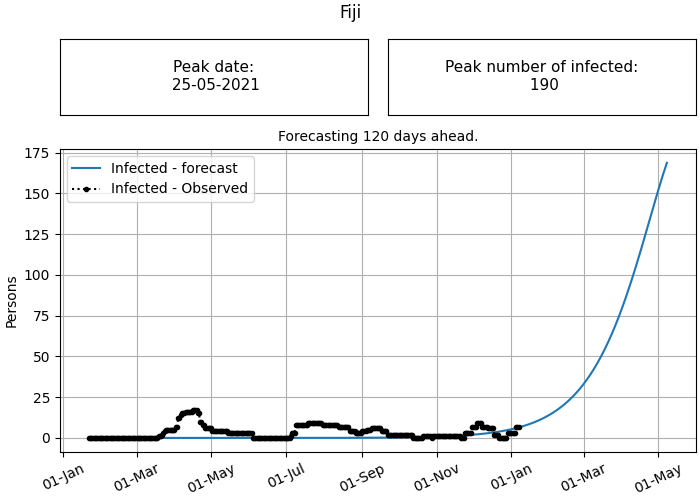 Fiji
Peak date:
25-05-2021
Peak number of infected:
190
Forecasting 120 days ahead.
Infected - forecast
Infected - Observed
Persons
175
150
125
100
75
50
25
0
01-Jan
01-Mar
01-May
01-Jul
01-Sep
01-Nov
01-Jan
01-Mar
01-May